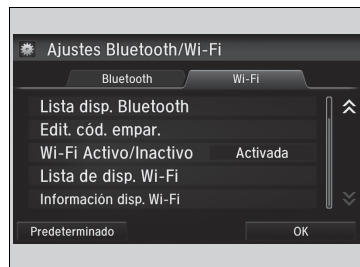 Ajustes Bluetooth/Wi-Fi
Bluetooth Wi-Fi
Lista disp. Bluetooth
Edit. cód. empar.
Wi-Fi Activo/Inactivo Activada
Lista de disp. Wi-Fi
Información disp. Wi-Fi
Predeterminado OK